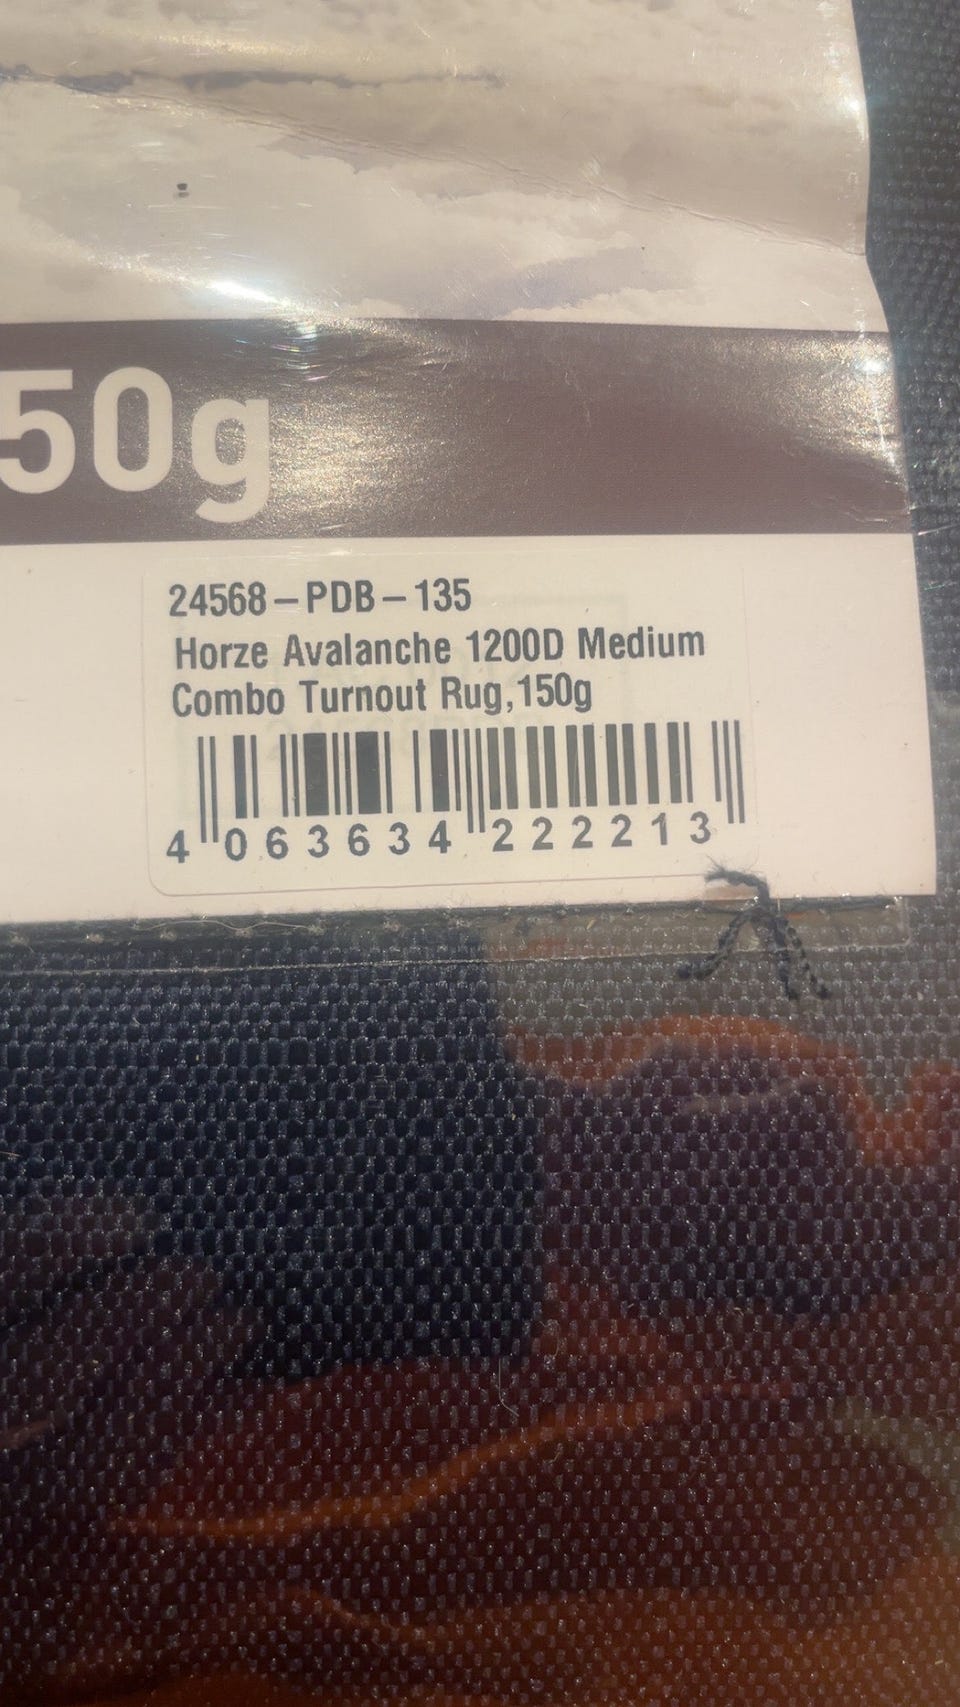 50g
24568-PDB-135
Horze Avalanche 1200D Medium
Combo Turnout Rug,150g
4 063634 222213